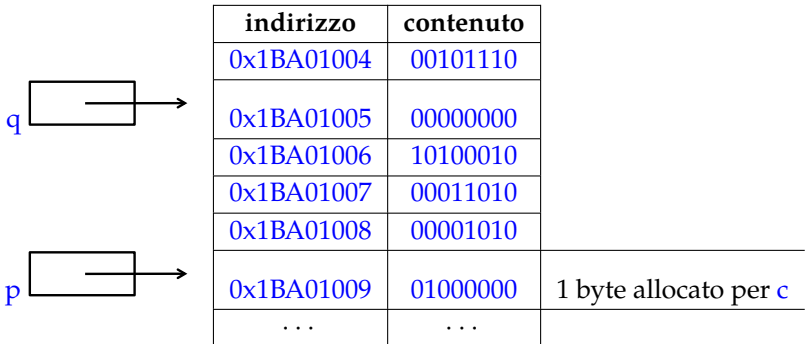 indirizzo contenuto
0x1BA01004 00101110
q 0x1BA01005 00000000
0x1BA01006 10100010
0x1BA01007 00011010
0x1BA01008 00001010
p 0x1BA01009 01000000 1 byte allocato per c
. . . . . .